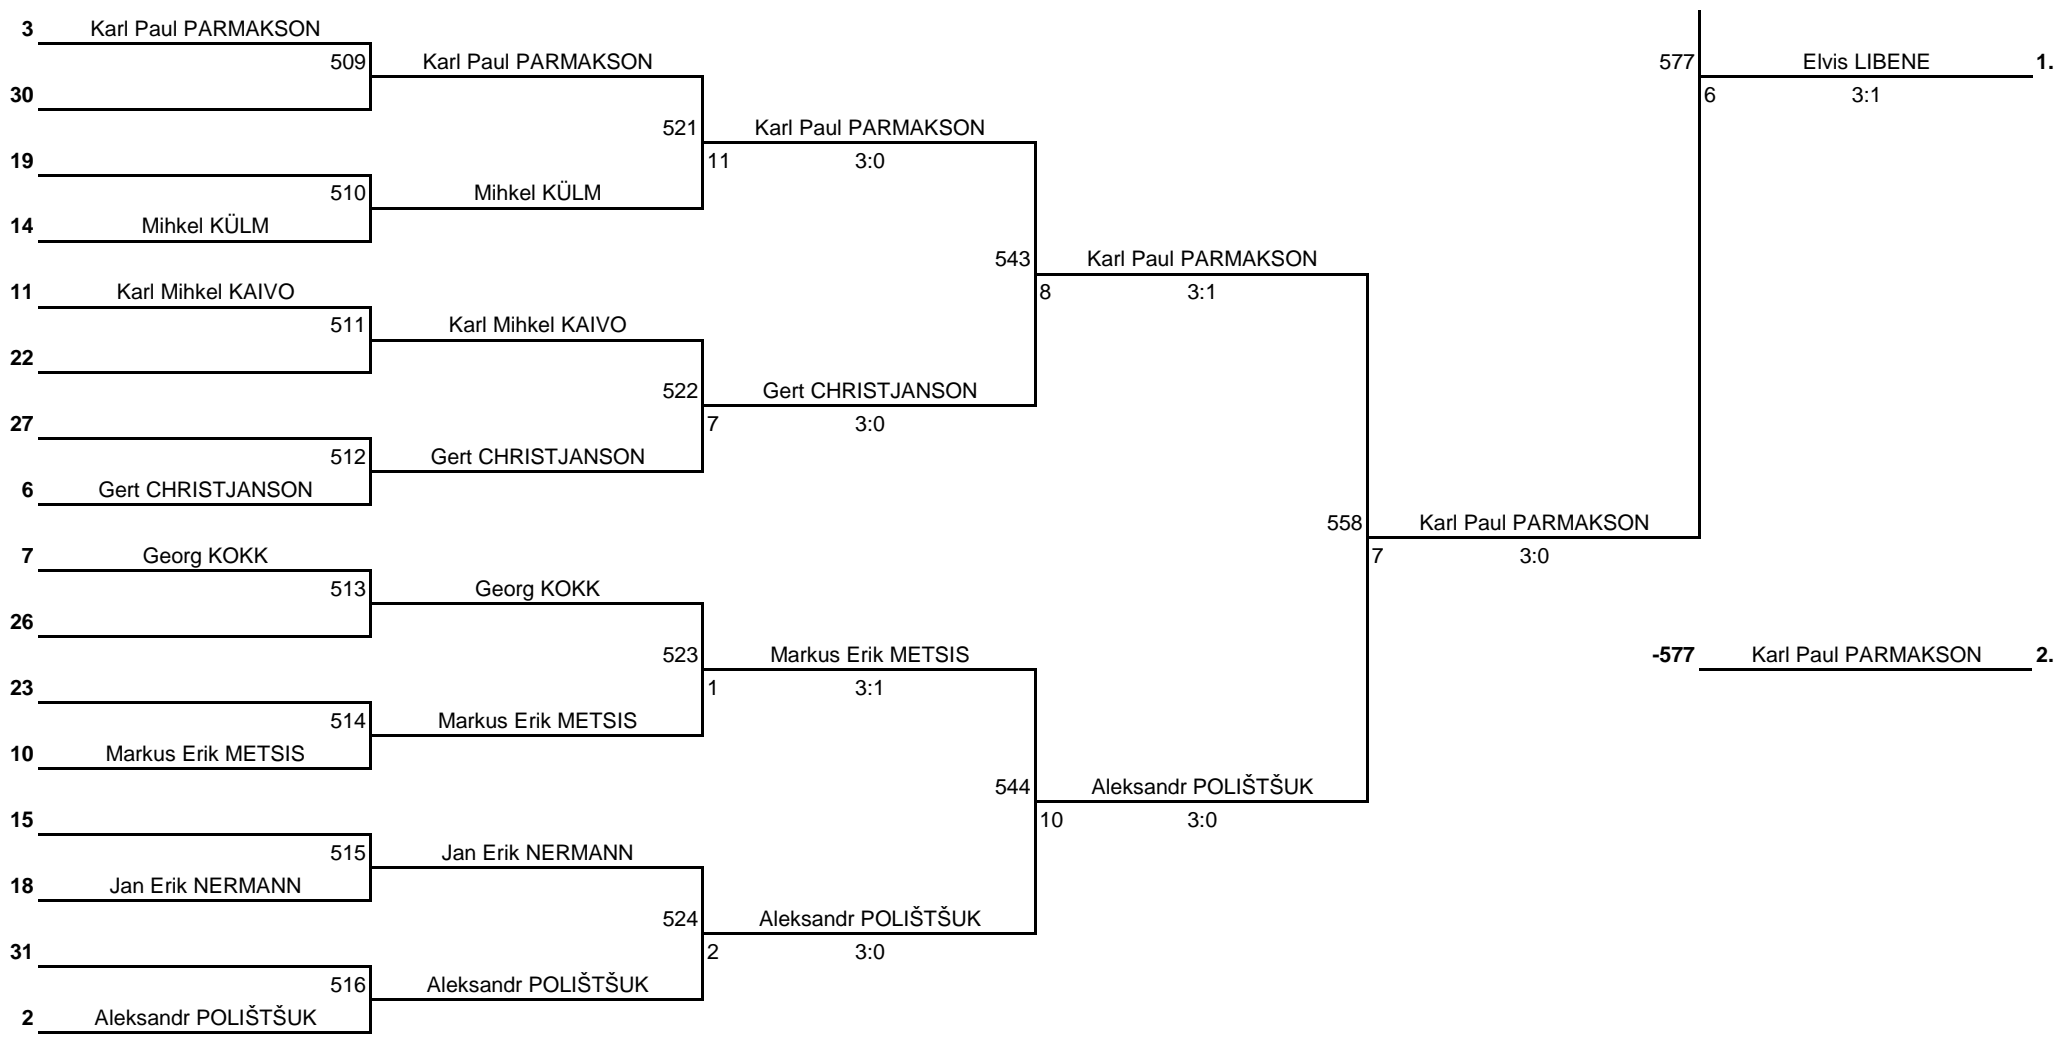 3 Karl Paul PARMAKSON
509 Karl Paul PARMAKSON 577 Elvis LIBENE 1.
30 6 3:1
521 Karl Paul PARMAKSON
19 11 3:0
510 Mihkel KÜLM
14 Mihkel KÜLM
543 Karl Paul PARMAKSON
11 Karl Mihkel KAIVO 8 3:1
511 Karl Mihkel KAIVO
22
522 Gert CHRISTJANSON
27 7 3:0
512 Gert CHRISTJANSON
6 Gert CHRISTJANSON
558 Karl Paul PARMAKSON
7 Georg KOKK 7 3:0
513 Georg KOKK
26
523 Markus Erik METSIS -577 Karl Paul PARMAKSON 2.
23 1 3:1
514 Markus Erik METSIS
10 Markus Erik METSIS
544 Aleksandr POLIŠTŠUK
15 10 3:0
515 Jan Erik NERMANN
18 Jan Erik NERMANN
524 Aleksandr POLIŠTŠUK
31 2 3:0
516 Aleksandr POLIŠTŠUK
2 Aleksandr POLIŠTŠUK